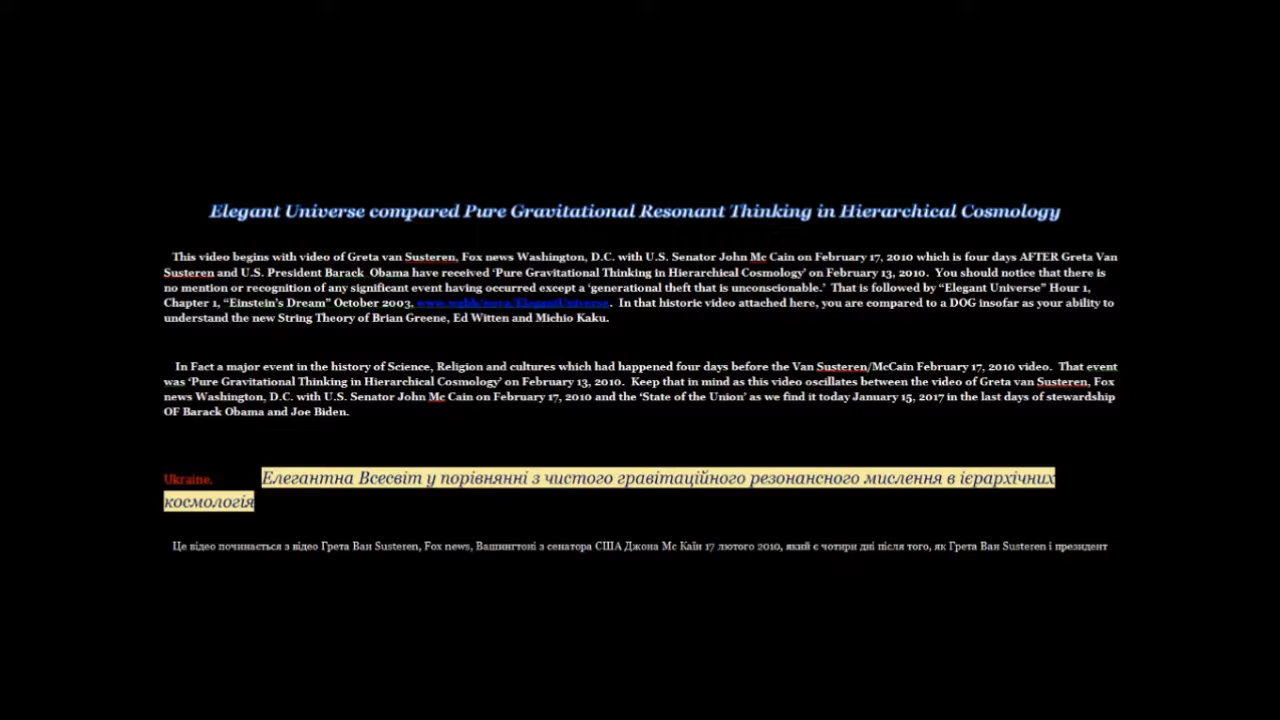 Elegant Universe compared Pure Gravitational Resonant Thinking in Hierarchical Cosmology
This video begins with video of Greta van Susteren, Fox news Washington, D.C. with U.S. Senator John Mc Cain on February 17, 2010 which is four days AFTER Greta Van
Susteren and U.S. President Barack Obama have received ‘Pure Gravitational Thinking in Hierarchical Cosmology’ on February 13, 2010. You should notice that there is
no mention or recognition of any significant event having occurred except a ‘generational theft that is unconscionable.’ That is followed by “Elegant Universe” Hour 1,
Chapter 1, “Einstein’s Dream” October 2003, www.wgbh/nova/ElegantUniverse. In that historic video attached here, you are compared to a DOG insofar as your ability to
understand the new String Theory of Brian Greene, Ed Witten and Michio Kaku.
In Fact a major event in the history of Science, Religion and cultures which had happened four days before the Van Susteren/McCain February 17, 2010 video. That event
was ‘Pure Gravitational Thinking in Hierarchical Cosmology’ on February 13, 2010. Keep that in mind as this video oscillates between the video of Greta van Susteren, Fox
news Washington, D.C. with U.S. Senator John Mc Cain on February 17, 2010 and the ‘State of the Union’ as we find it today January 15, 2017 in the last days of stewardship
OF Barack Obama and Joe Biden.
Ukraine. Елегантна Всесвіт у порівнянні з чистого гравітаційного резонансного мислення в ієрархічних
космологія
Це відео починається з відео Грета Ван Susteren, Fox news, Вашингтоні з сенатора США Джона Мс Каїн 17 лютого 2010, який є чотири дні після того, як Грета Ван Susteren і президент